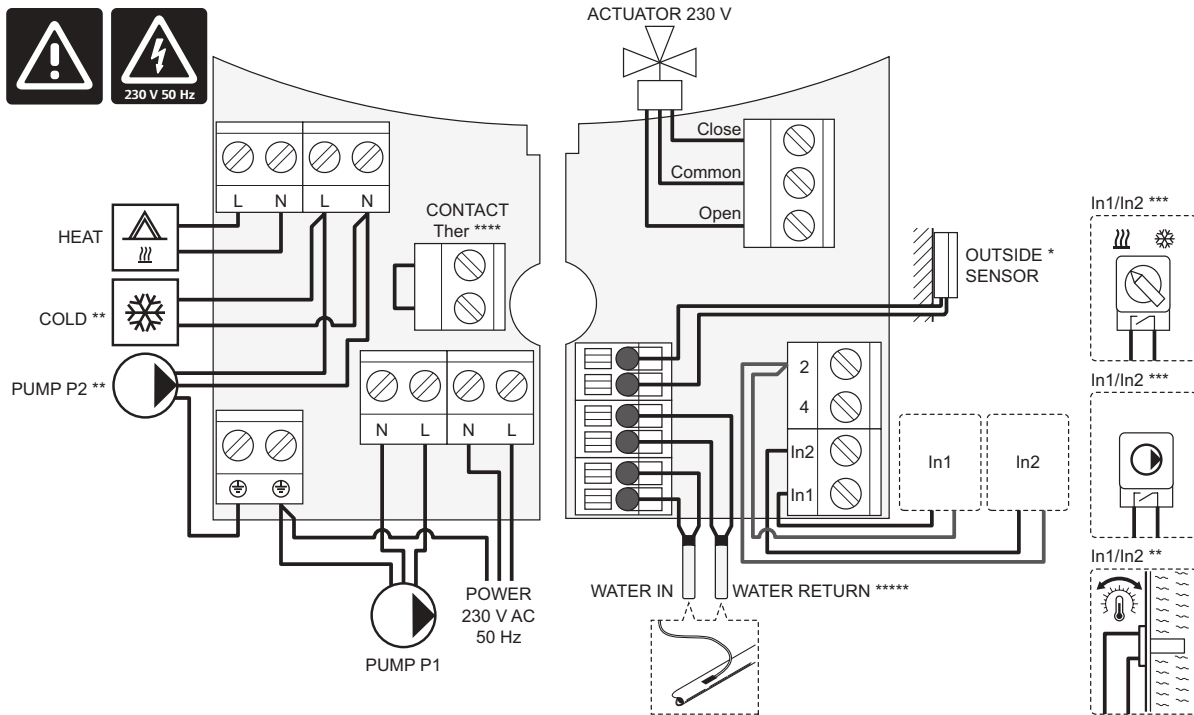 230 V 50 Hz
ACTUATOR 230 V
Close
Common
Open
L N L N
HEAT
COLD **
PUMP P2 **
CONTACT
Ther ****
N L N L
POWER
230 V AC
50 Hz
PUMP P1
OUTSIDE *
SENSOR
2
4
In2
In1
In1
In2
WATER IN
WATER RETURN *****
In1/In2 ***
In1/In2 ***
In1/In2 **